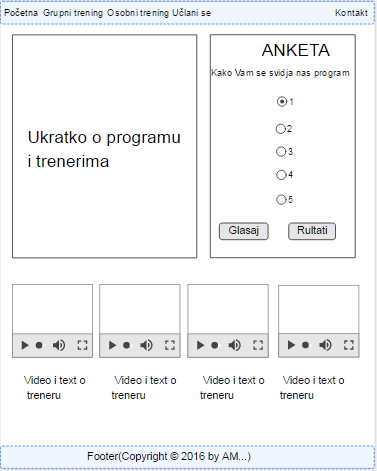 Početna Grupni trening Osobni trening Učlani se Kontakt
Ukratko o programu
i trenerima
ANKETA
Kako Vam se svidja nas program
1
2
3
4
5
Glasaj Rultati
Video i text o
treneru
Video i text o
treneru
Video i text o
treneru
Video i text o
treneru
Footer(Copyright © 2016 by AM...)